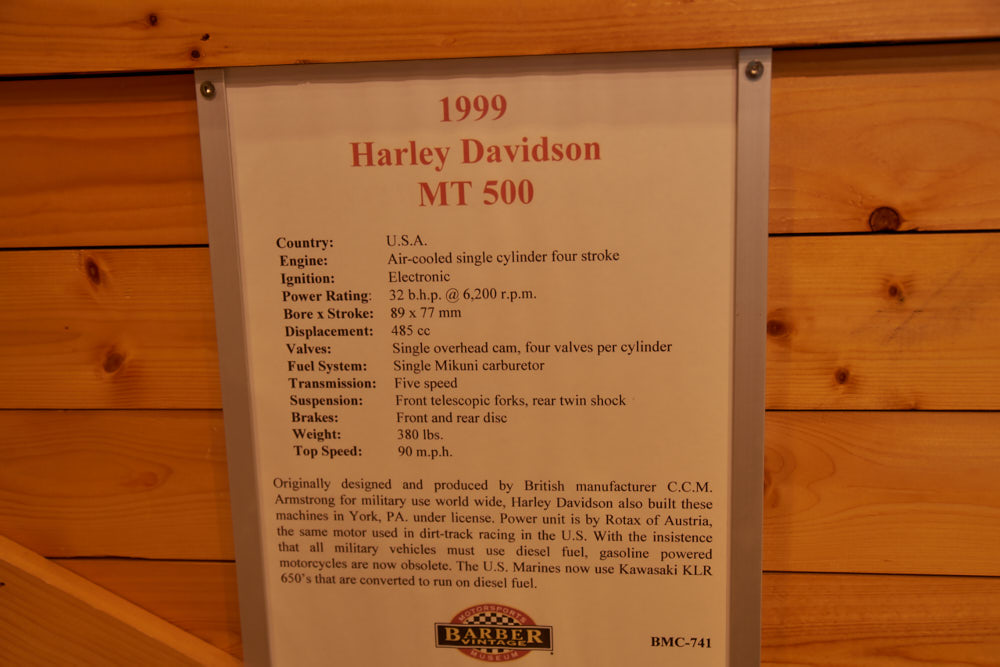 1999
Harley Davidson
MT 500
Country: U.S.A.
Engine: Air-cooled single cylinder four stroke
Ignition: Electronic
Power Rating: 32 b.h.p. @ 6,200 r.p.m.
Bore x Stroke: 89 x 77 mm
Displacement: 485 cc
Valves: Single overhead cam, four valves per cylinder
Fuel System: Single Mikuni carburetor
Transmission: Five speed
Suspension: Front telescopic forks, rear twin shock
Brakes: Front and rear disc
Weight: 380 lbs.
Top Speed: 90 m.p.h.
Originally designed and produced by British manufacturer C.C.M.
Armstrong for military use world wide, Harley Davidson also built these
machines in York, PA. under license. Power unit is by Rotax of Austria,
the same motor used in dirt-track racing in the U.S. With the insistence
that all military vehicles must use diesel fuel, gasoline powered
motorcycles are now obsolete. The U.S. Marines now use Kawasaki KLR
650's that are converted to run on diesel fuel.
MOTORSPORTS
BARBER
VINTAGE
MUSEUM
BMC-741